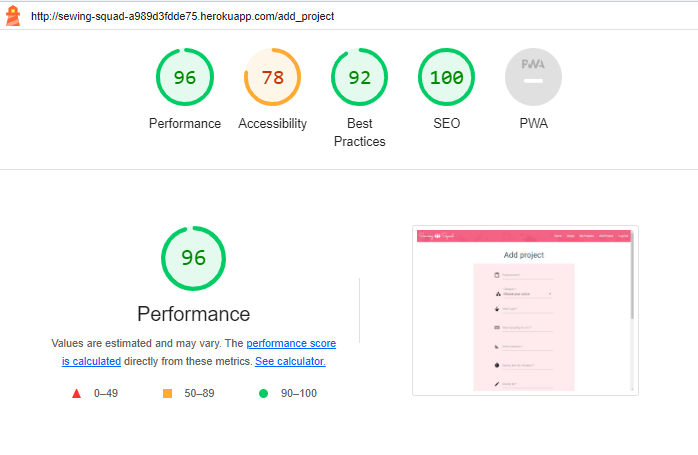 http://sewing-squad-a989d3fdde75.herokuapp.com/add_project
96 78 92 100 PWA
Performance Accessibility Best Practices SEO PWA
96
Performance
Values are estimated and may vary. The performance score
is calculated directly from these metrics. See calculator.
0–49 50–89 90–100
Sewing Squad
Add project